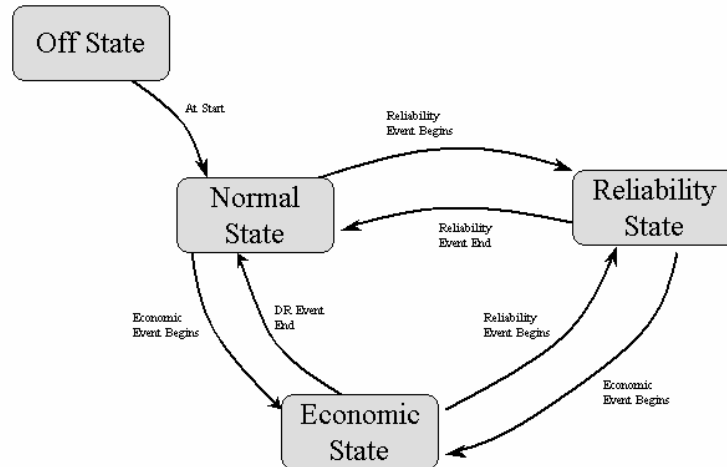 Off State
At Start
Reliability
Event Begins
Normal
State
Reliability
State
Reliability
Event End
Economic
Event Begins
DR Event
End
Reliability
Event Begins
Economic
Event Begins
Economic
State